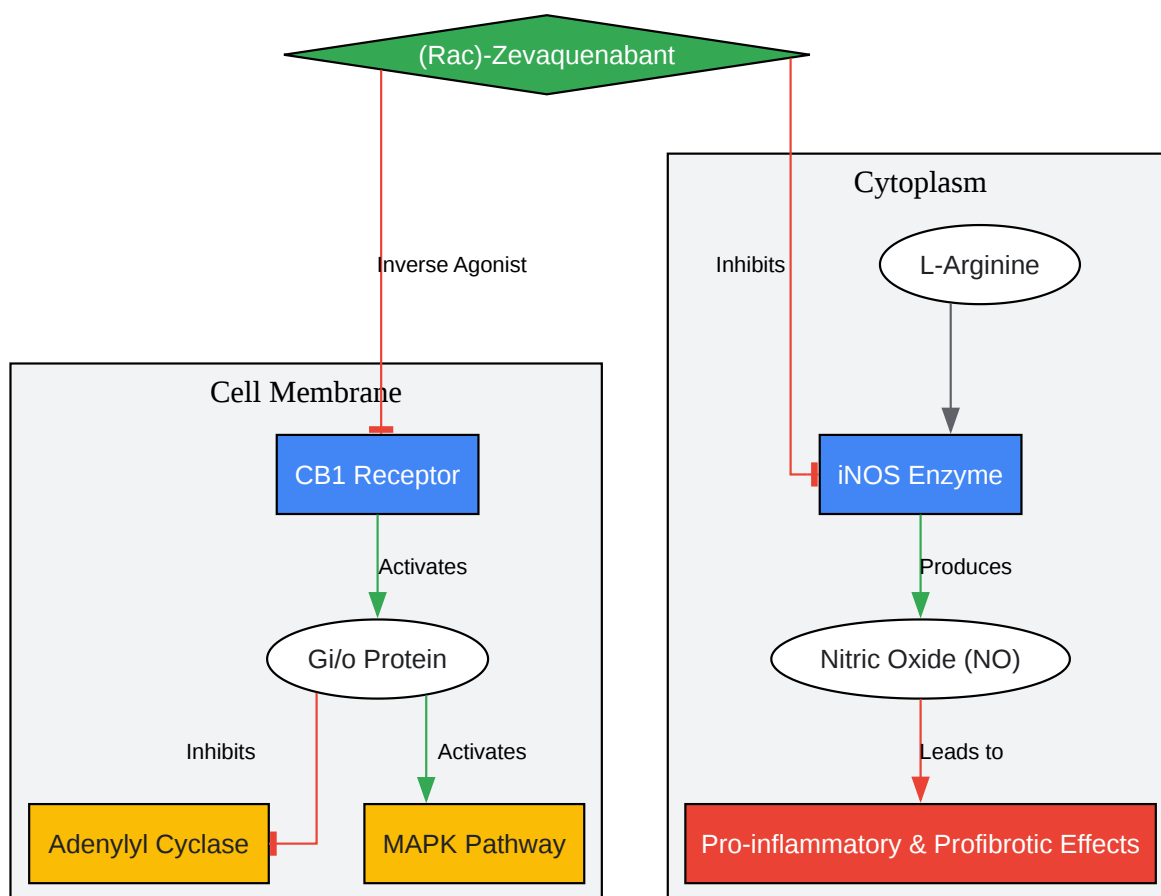 (Rac)-Zevaquenabant
Cytoplasm
Inverse Agonist
Inhibits
L-Arginine
Cell Membrane
CB1 Receptor
iNOS Enzyme
Activates
Produces
Gi/o Protein
Nitric Oxide (NO)
Inhibits
Activates
Leads to
Adenylyl Cyclase
MAPK Pathway
Pro-inflammatory & Profibrotic Effects